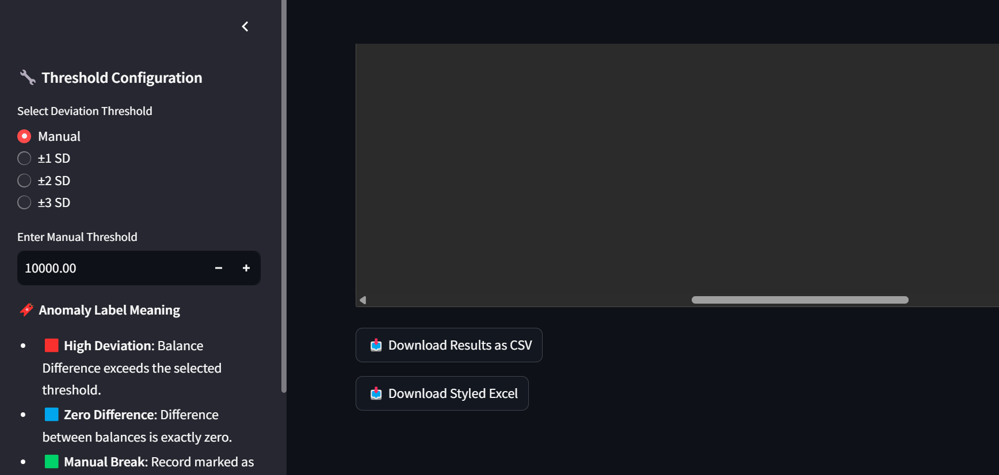 Threshold Configuration
Select Deviation Threshold
Manual
±1 SD
±2 SD
±3 SD
Enter Manual Threshold
10000.00
Anomaly Label Meaning
High Deviation: Balance
Difference exceeds the selected
threshold.
Zero Difference: Difference
between balances is exactly zero.
Manual Break: Record marked as
Download Results as CSV
Download Styled Excel